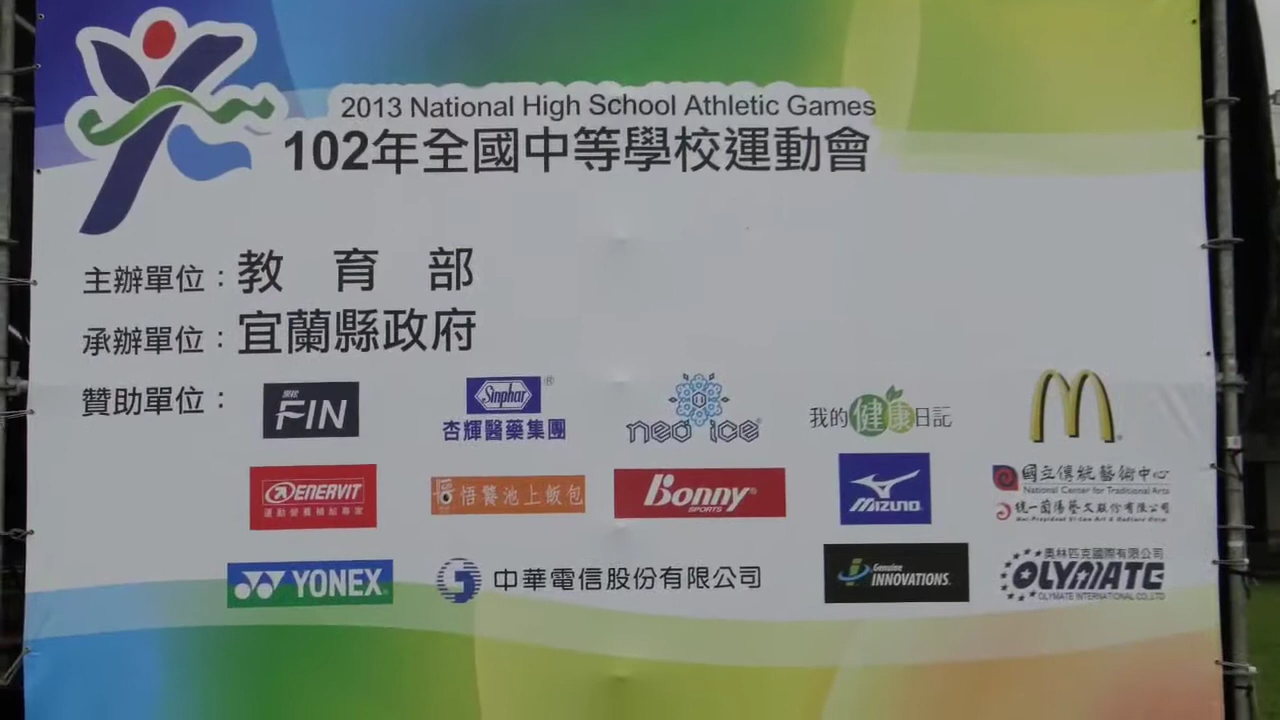 2013 National High School Athletic Games
102年全國中等學校運動會
主辦單位：教 育 部
承辦單位：宜蘭縣政府
贊助單位：
FIN
Sinphar®
杏輝醫藥集團
neo ice®
我的健康日記
ENERVIT
運動營養補給專家
悟饕池上飯包
Bonny®
SPORTS
MIZUNO
國立傳統藝術中心
National Center for Traditional Arts
統一蘭陽藝文股份有限公司
YONEX
中華電信股份有限公司
Genuine
INNOVATIONS
奧林匹克國際有限公司
OLYMATE
OLYMATE INTERNATIONAL CO.,LTD